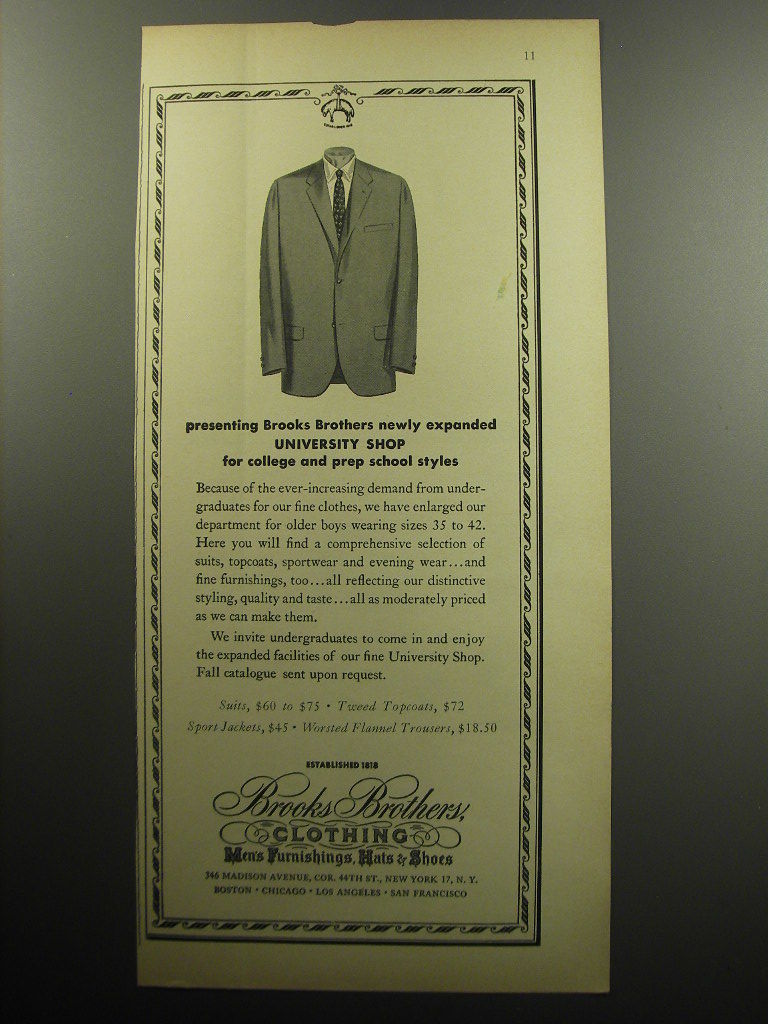 11
presenting Brooks Brothers newly expanded
UNIVERSITY SHOP
for college and prep school styles
Because of the ever-increasing demand from under-
graduates for our fine clothes, we have enlarged our
department for older boys wearing sizes 35 to 42.
Here you will find a comprehensive selection of
suits, topcoats, sportwear and evening wear...and
fine furnishings, too...all reflecting our distinctive
styling, quality and taste...all as moderately priced
as we can make them.
We invite undergraduates to come in and enjoy
the expanded facilities of our fine University Shop.
Fall catalogue sent upon request.
Suits, $60 to $75 • Tweed Topcoats, $72
Sport Jackets, $45 • Worsted Flannel Trousers, $18.50
ESTABLISHED 1818
Brooks Brothers,
CLOTHING
Men's Furnishings, Hats & Shoes
346 MADISON AVENUE, COR. 44TH ST., NEW YORK 17, N. Y.
BOSTON • CHICAGO • LOS ANGELES • SAN FRANCISCO